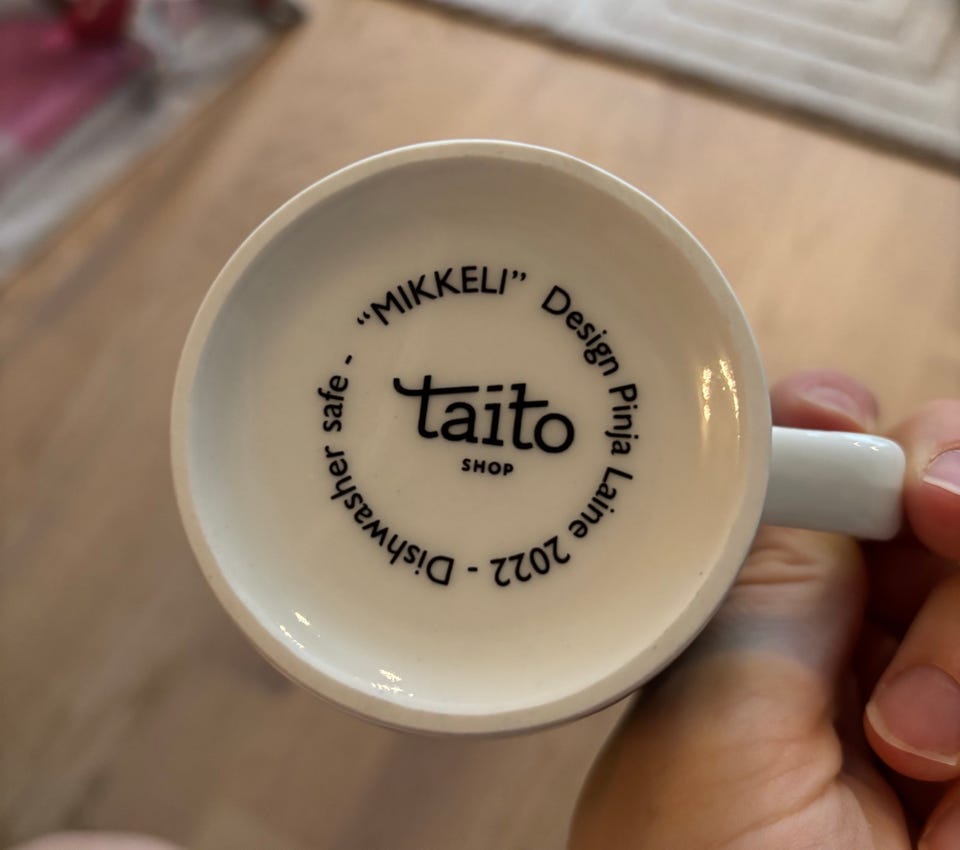 “MIKKELI” Design Pinja Laine 2022 - Dishwasher safe -
taito
SHOP